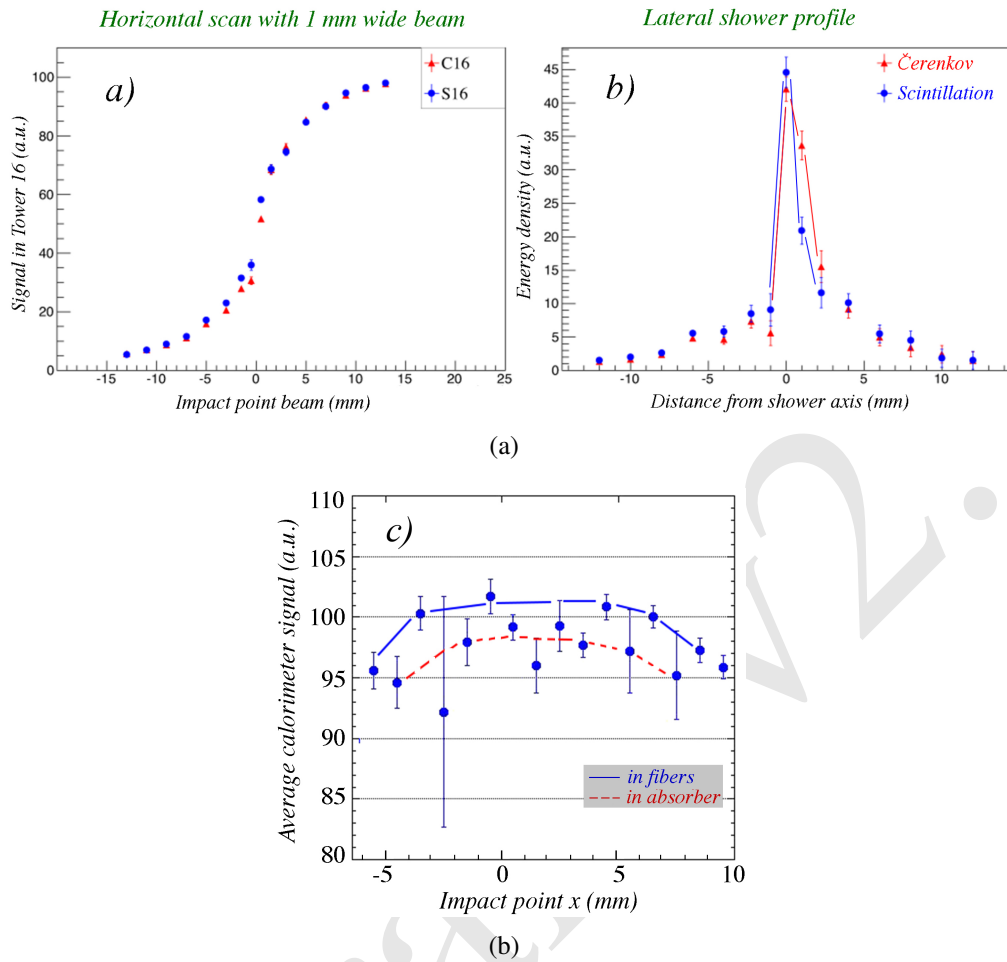 Horizontal scan with 1 mm wide beam
Lateral shower profile
a)
C16
S16
Signal in Tower 16 (a.u.)
100
80
60
40
20
0
-15 -10 -5 0 5 10 15 20 25
Impact point beam (mm)
b)
Čerenkov
Scintillation
Energy density (a.u.)
45
40
35
30
25
20
15
10
5
0
-10 -5 0 5 10
Distance from shower axis (mm)
(a)
c)
Average calorimeter signal (a.u.)
110
105
100
95
90
85
80
in fibers
in absorber
-5 0 5 10
Impact point x (mm)
(b)
v2.